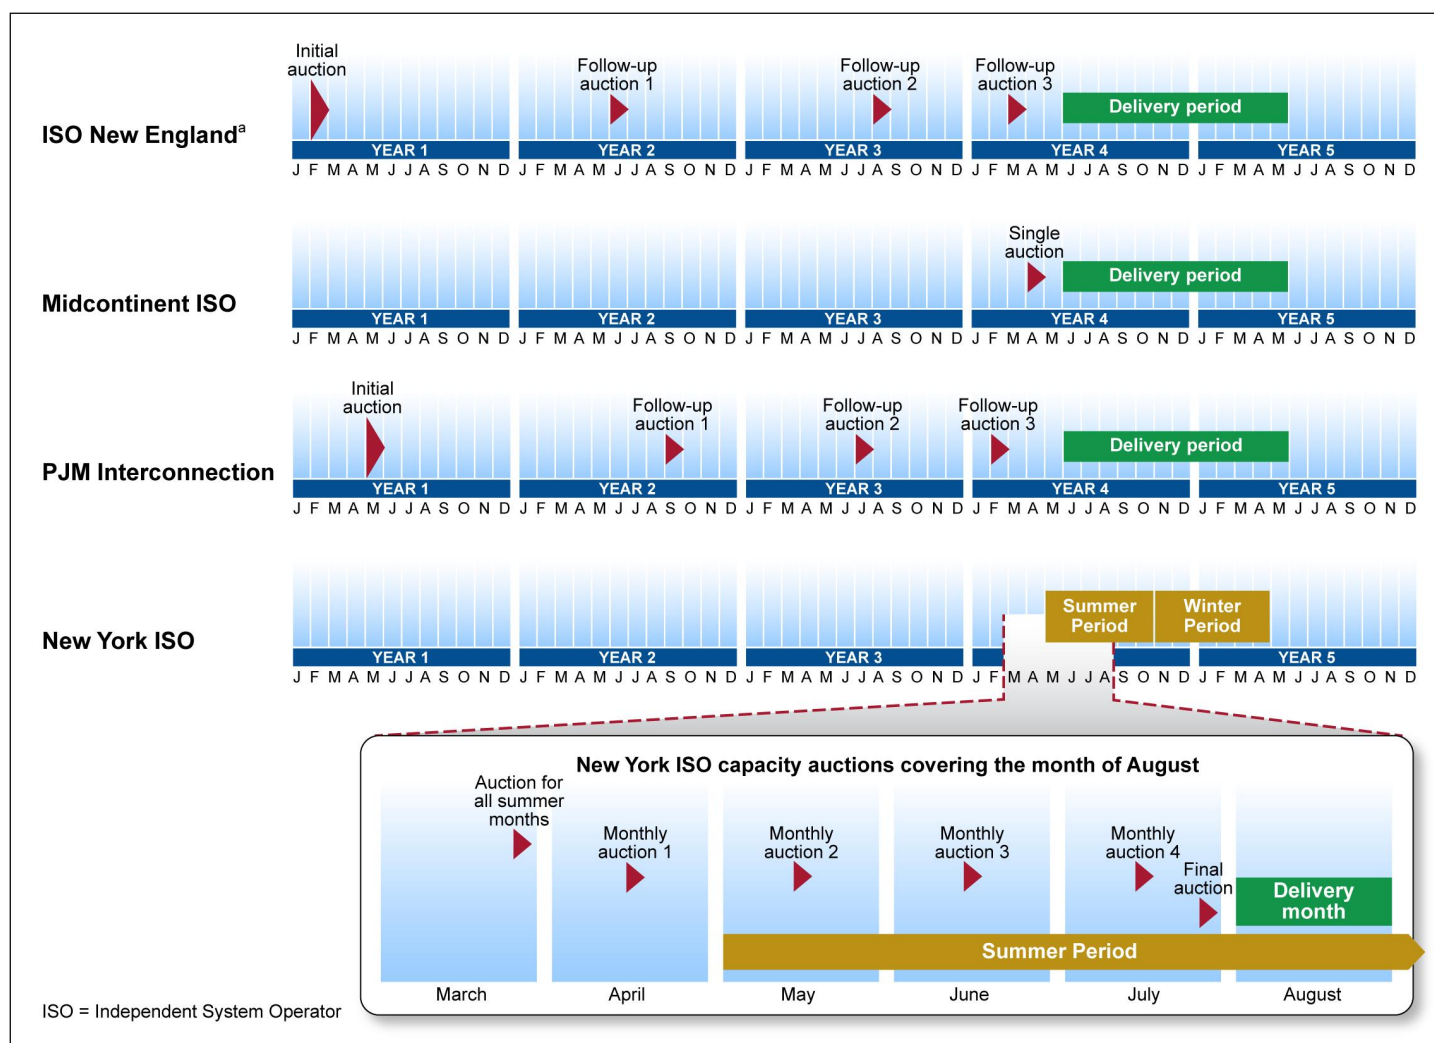 Initial
auction
Follow-up
auction 1
Follow-up
auction 2
Follow-up
auction 3
Delivery period
ISO New Englandᵃ
YEAR 1 YEAR 2 YEAR 3 YEAR 4 YEAR 5
J F M A M J J A S O N D J F M A M J J A S O N D J F M A M J J A S O N D J F M A M J J A S O N D J F M A M J J A S O N D
Single
auction
Delivery period
Midcontinent ISO
YEAR 1 YEAR 2 YEAR 3 YEAR 4 YEAR 5
J F M A M J J A S O N D J F M A M J J A S O N D J F M A M J J A S O N D J F M A M J J A S O N D J F M A M J J A S O N D
Initial
auction
Follow-up
auction 1
Follow-up
auction 2
Follow-up
auction 3
Delivery period
PJM Interconnection
YEAR 1 YEAR 2 YEAR 3 YEAR 4 YEAR 5
J F M A M J J A S O N D J F M A M J J A S O N D J F M A M J J A S O N D J F M A M J J A S O N D J F M A M J J A S O N D
Summer
Period
Winter
Period
New York ISO
YEAR 1 YEAR 2 YEAR 3 YEAR 5
J F M A M J J A S O N D J F M A M J J A S O N D J F M A M J J A S O N D J F M A M J J A S O N D J F M A M J J A S O N D
New York ISO capacity auctions covering the month of August
Auction for
all summer
months
Monthly
auction 1
Monthly
auction 2
Monthly
auction 3
Monthly
auction 4
Final
auction
Delivery
month
Summer Period
March April May June July August
ISO = Independent System Operator